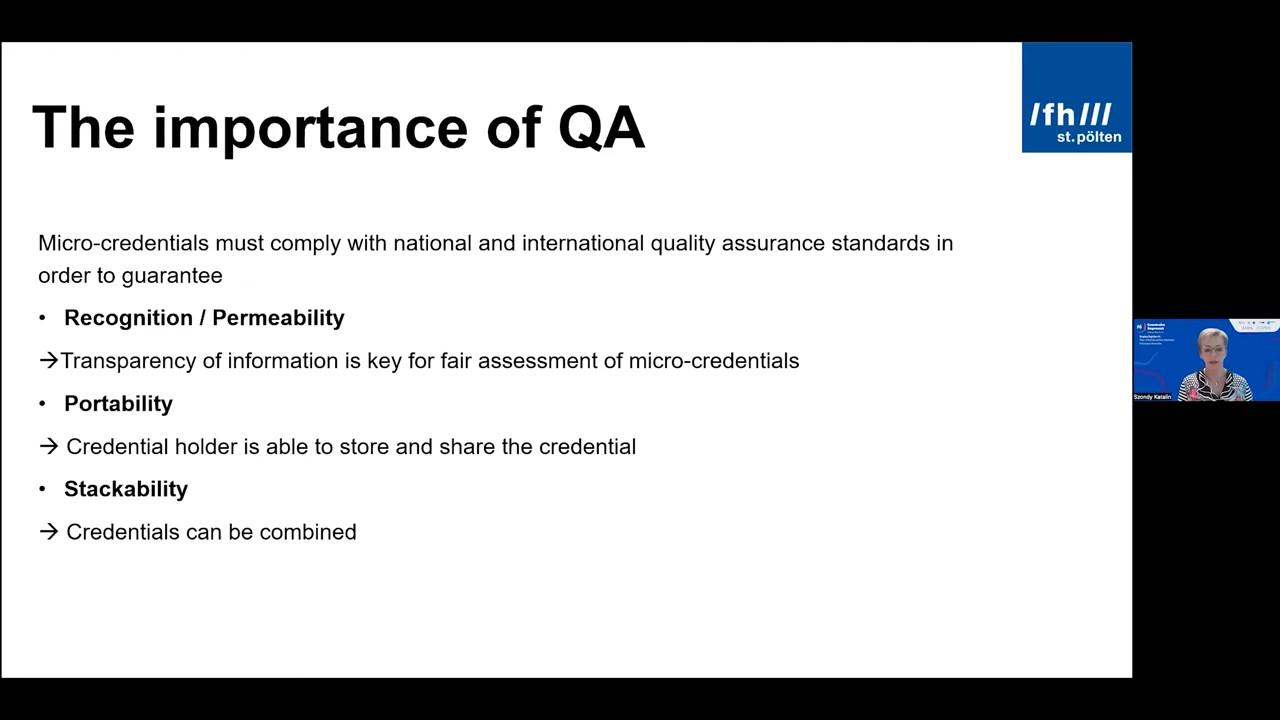 The importance of QA
/fh///
st.pölten
Micro-credentials must comply with national and international quality assurance standards in
order to guarantee
• Recognition / Permeability
→Transparency of information is key for fair assessment of micro-credentials
• Portability
→ Credential holder is able to store and share the credential
• Stackability
→ Credentials can be combined
Szondy Katalin